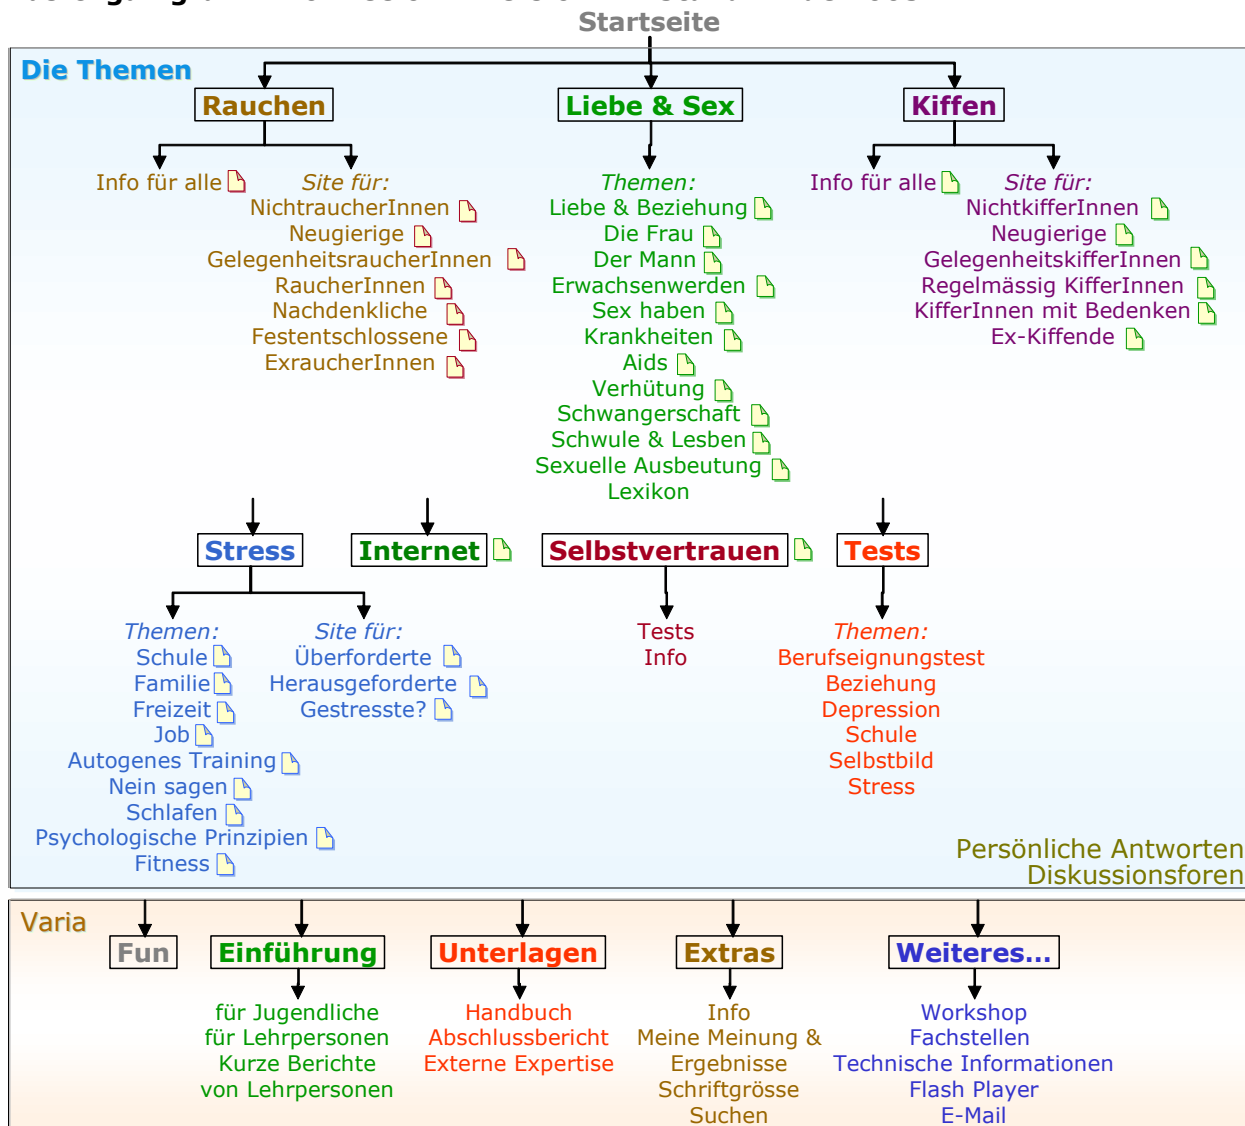 Startseite
Die Themen
Rauchen
Liebe & Sex
Kiffen
Info für alle
Site für:
NichtraucherInnen
Neugierige
GelegenheitsraucherInnen
RaucherInnen
Nachdenkliche
Festentschlossene
ExraucherInnen
Themen:
Liebe & Beziehung
Die Frau
Der Mann
Erwachsenwerden
Sex haben
Krankheiten
Aids
Verhütung
Schwangerschaft
Schwule & Lesben
Sexuelle Ausbeutung
Lexikon
Info für alle
Site für:
NichtkifferInnen
Neugierige
GelegenheitskifferInnen
Regelmässig KifferInnen
KifferInnen mit Bedenken
Ex-Kiffende
Stress
Internet
Selbstvertrauen
Tests
Themen:
Schule
Familie
Freizeit
Job
Autogenes Training
Nein sagen
Schlafen
Psychologische Prinzipien
Fitness
Site für:
Überforderte
Herausgeforderte
Gestresste?
Tests
Info
Themen:
Berufseignungstest
Beziehung
Depression
Schule
Selbstbild
Stress
Persönliche Antworten
Diskussionsforen
Varia
Fun
Einführung
Unterlagen
Extras
Weiteres...
für Jugendliche
für Lehrpersonen
Kurze Berichte
von Lehrpersonen
Handbuch
Abschlussbericht
Externe Expertise
Info
Meine Meinung &
Ergebnisse
Schriftgrösse
Suchen
Workshop
Fachstellen
Technische Informationen
Flash Player
E-Mail